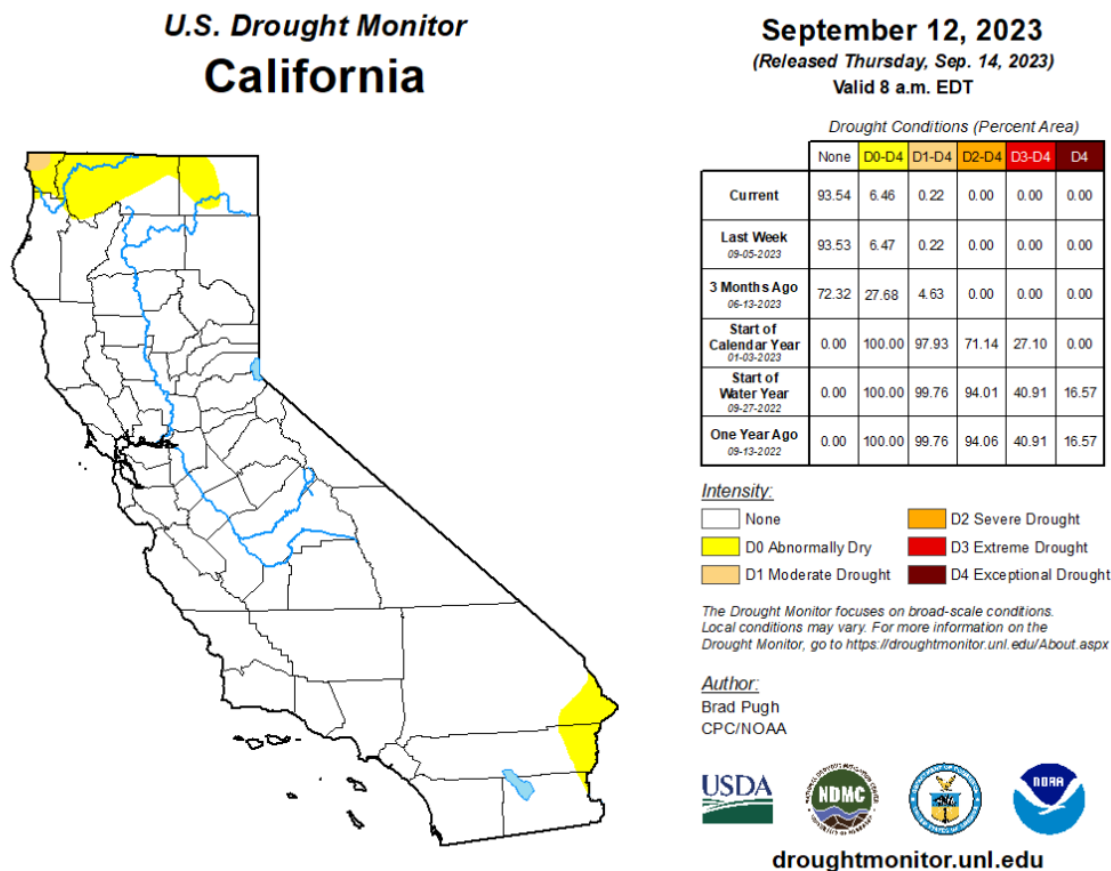 U.S. Drought Monitor
California
September 12, 2023
(Released Thursday, Sep. 14, 2023)
Valid 8 a.m. EDT
Drought Conditions (Percent Area)
None D0-D4 D1-D4 D2-D4 D3-D4 D4
Current 93.54 6.46 0.22 0.00 0.00 0.00
Last Week
09-05-2023 93.53 6.47 0.22 0.00 0.00 0.00
3 Months Ago
06-13-2023 72.32 27.68 4.63 0.00 0.00 0.00
Start of
Calendar Year
01-03-2023 0.00 100.00 97.93 71.14 27.10 0.00
Start of
Water Year
09-27-2022 0.00 100.00 99.76 94.01 40.91 16.57
One Year Ago
09-13-2022 0.00 100.00 99.76 94.06 40.91 16.57
Intensity:
None
D0 Abnormally Dry
D1 Moderate Drought
D2 Severe Drought
D3 Extreme Drought
D4 Exceptional Drought
The Drought Monitor focuses on broad-scale conditions.
Local conditions may vary. For more information on the
Drought Monitor, go to https://droughtmonitor.unl.edu/About.aspx
Author:
Brad Pugh
CPC/NOAA
USDA
NDMC
NOAA
droughtmonitor.unl.edu